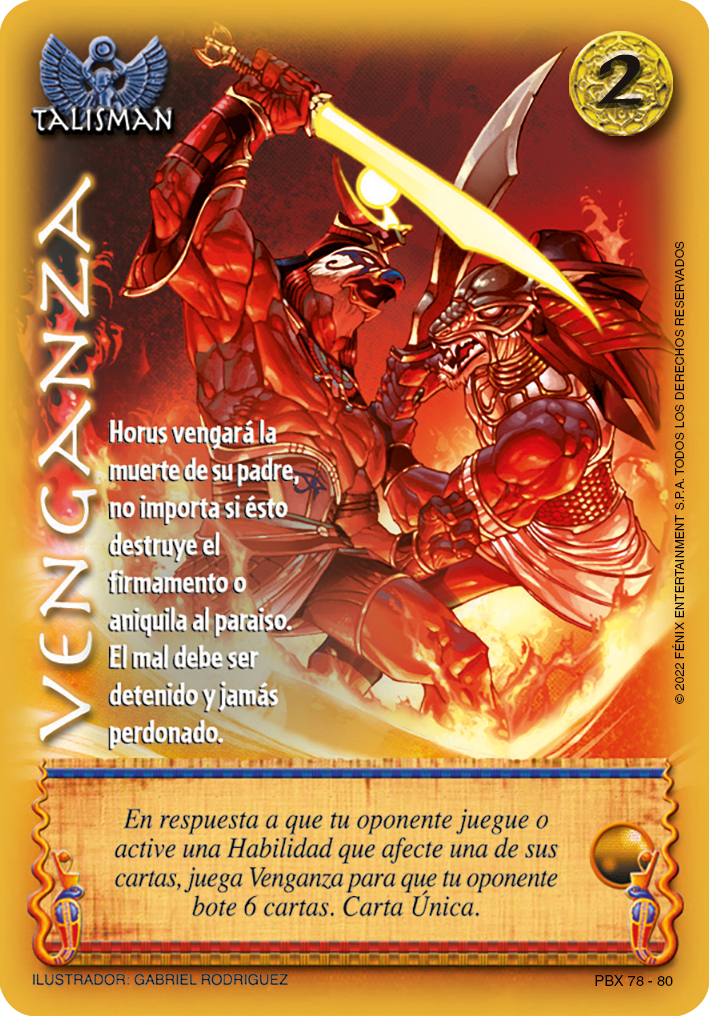 TALISMAN
2
VENGANZA
Horus vengará la
muerte de su padre,
no importa si ésto
destruye el
firmamento o
aniquila al paraiso.
El mal debe ser
detenido y jamás
perdonado.
© 2022 FÉNIX ENTERTAINMENT S.P.A. TODOS LOS DERECHOS RESERVADOS
En respuesta a que tu oponente juegue o
active una Habilidad que afecte una de sus
cartas, juega Venganza para que tu oponente
bote 6 cartas. Carta Única.
ILUSTRADOR: GABRIEL RODRIGUEZ
PBX 78 - 80